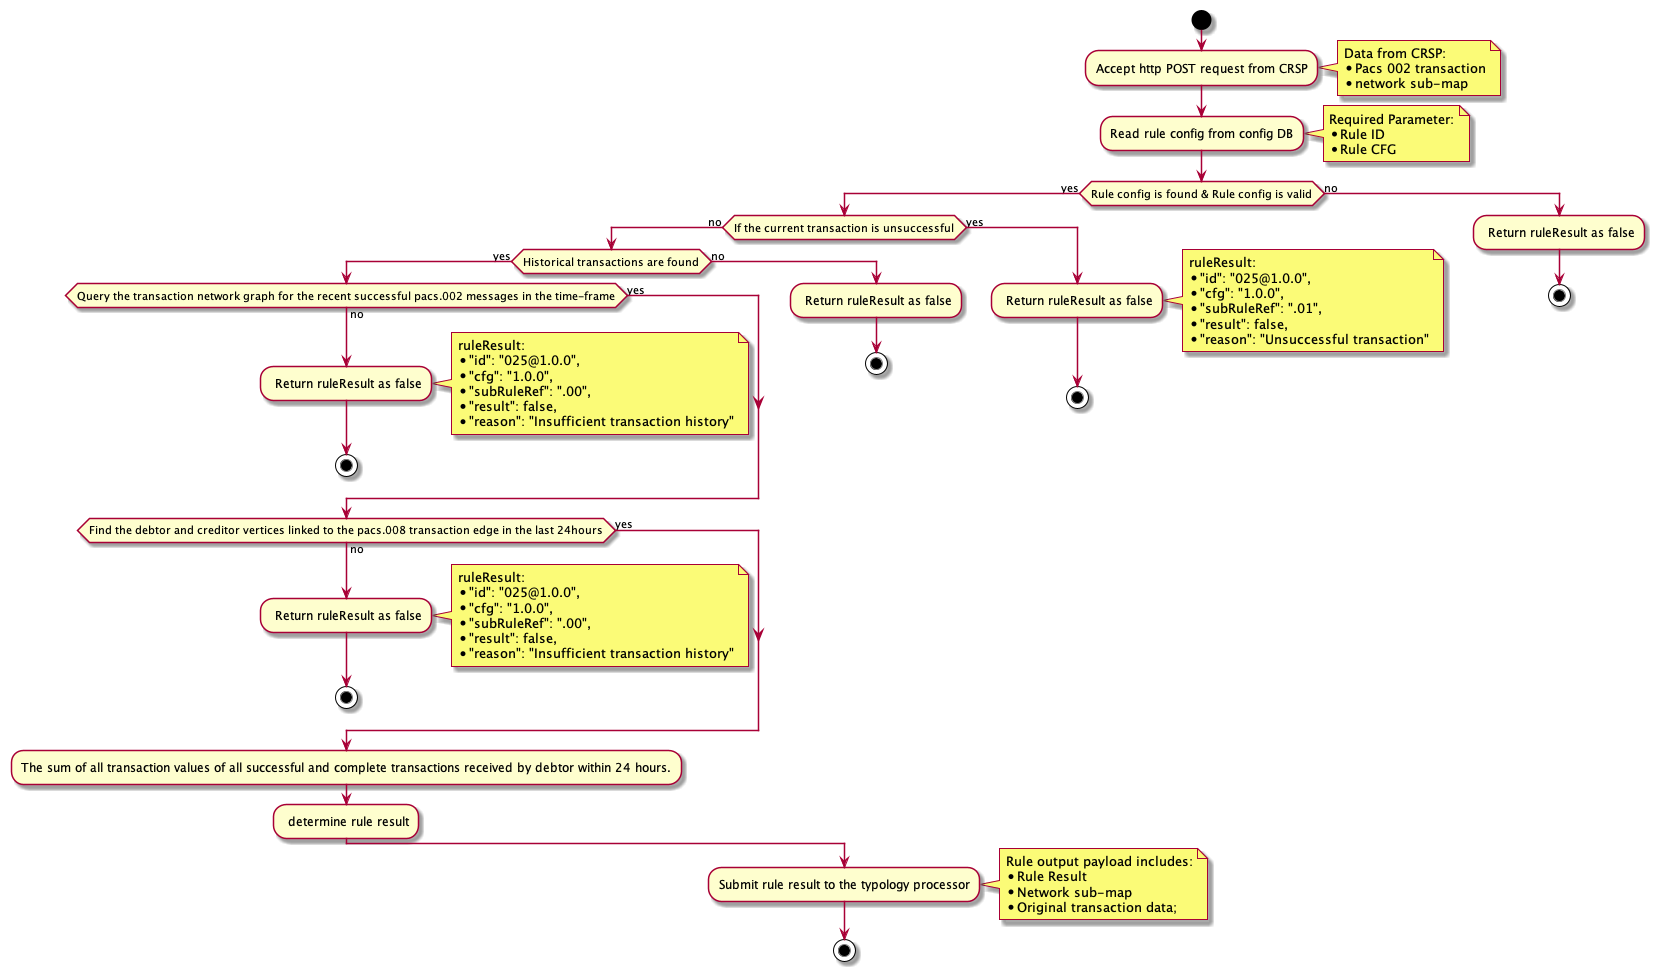 Accept http POST request from CRSP
Data from CRSP:
•Pacs 002 transaction
•network sub-map
Read rule config from config DB
Required Parameter:
•Rule ID
•Rule CFG
yes
Rule config is found & Rule config is valid
no
no
If the current transaction is unsuccessful
yes
Return ruleResult as false
yes
Historical transactions are found
no
Query the transaction network graph for the recent successful pacs.002 messages in the time-frame
yes
no
Return ruleResult as false
Return ruleResult as false
ruleResult:
•"id": "025@1.0.0",
•"cfg": "1.0.0",
•"subRuleRef": ".01",
•"result": false,
•"reason": "Unsuccessful transaction"
Return ruleResult as false
ruleResult:
•"id": "025@1.0.0",
•"cfg": "1.0.0",
•"subRuleRef": ".00",
•"result": false,
•"reason": "Insufficient transaction history"
Find the debtor and creditor vertices linked to the pacs.008 transaction edge in the last 24hours
yes
no
Return ruleResult as false
ruleResult:
•"id": "025@1.0.0",
•"cfg": "1.0.0",
•"subRuleRef": ".00",
•"result": false,
•"reason": "Insufficient transaction history"
The sum of all transaction values of all successful and complete transactions received by debtor within 24 hours.
determine rule result
Submit rule result to the typology processor
Rule output payload includes:
•Rule Result
•Network sub-map
•Original transaction data;